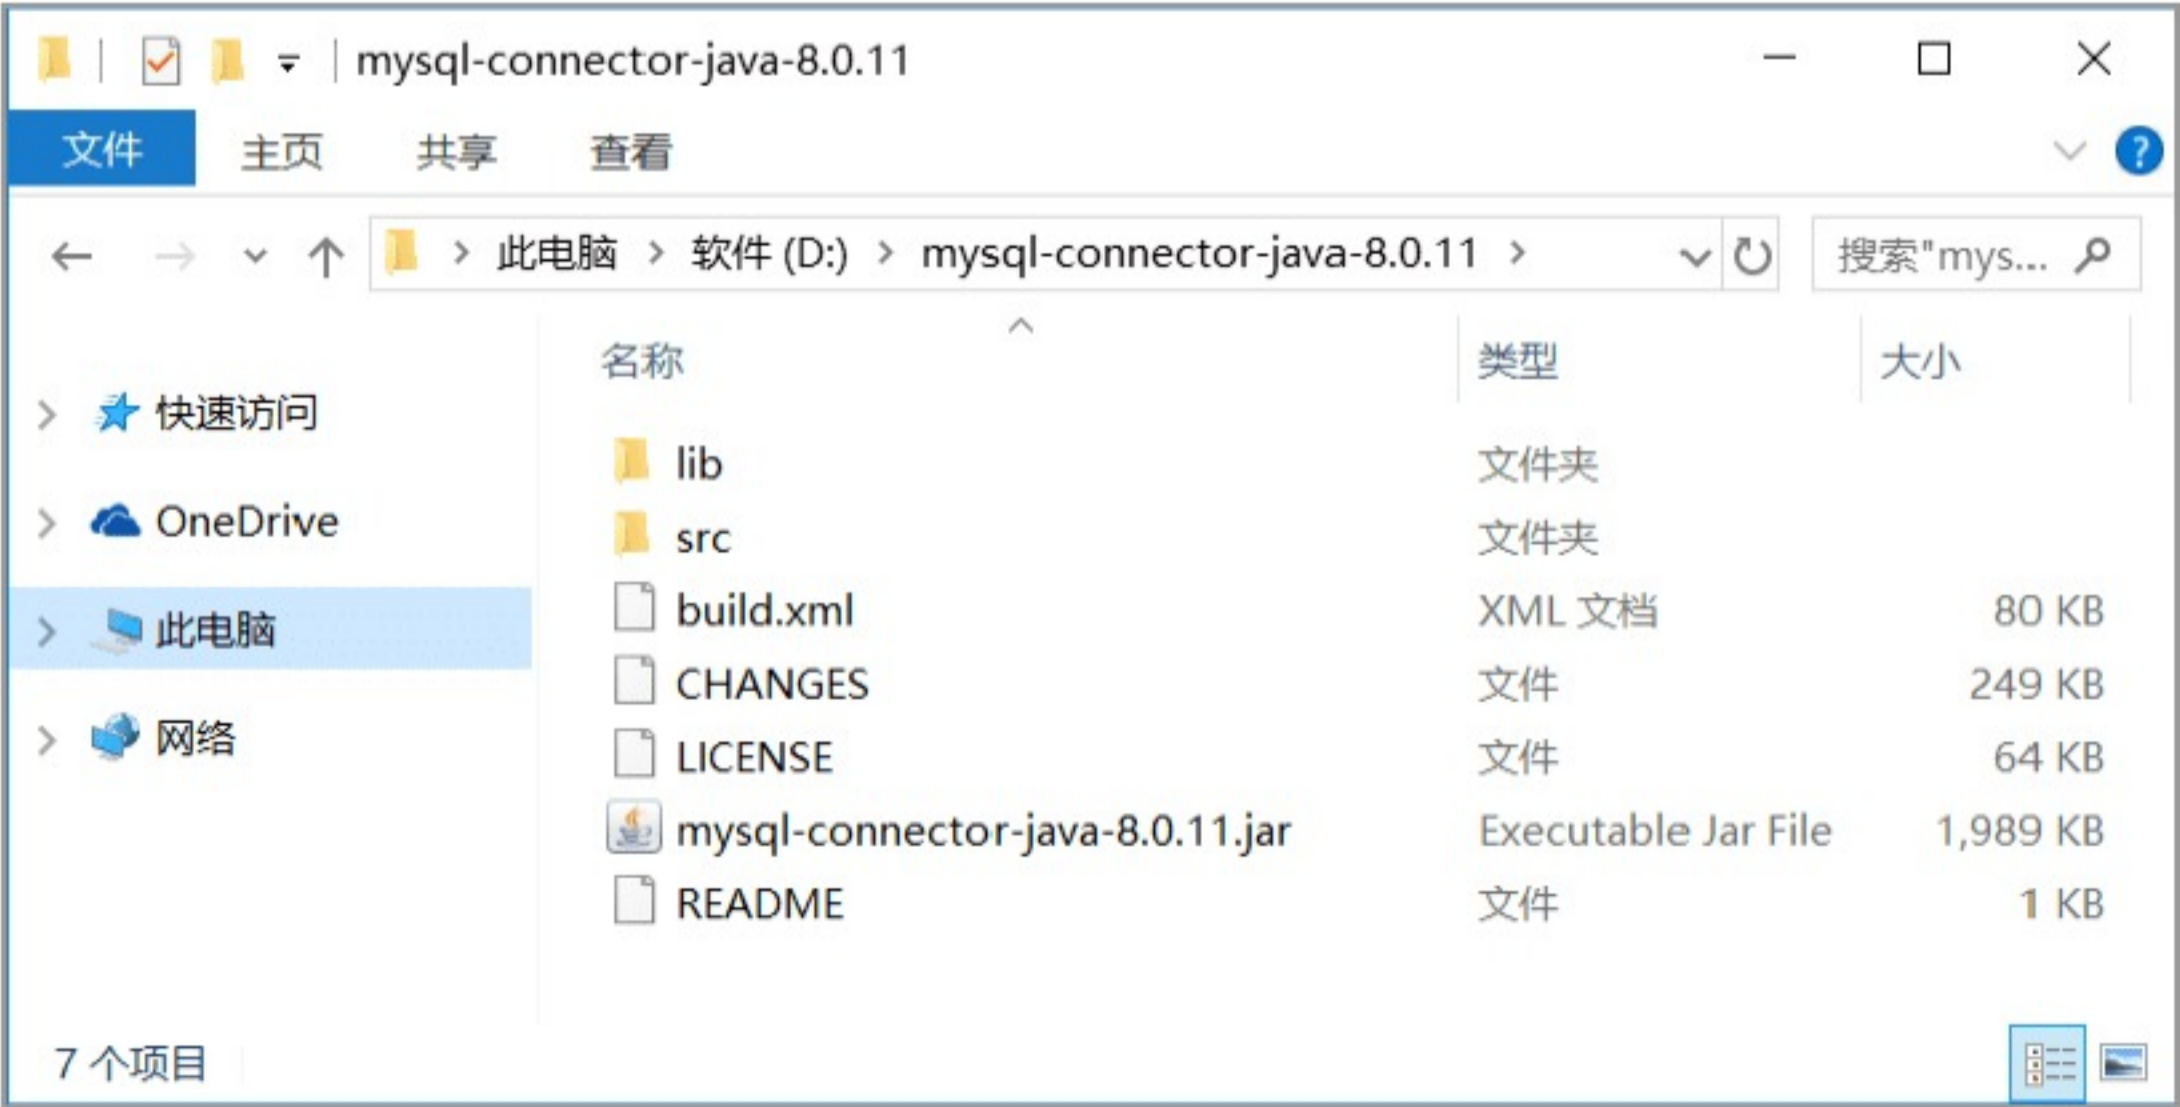 mysql-connector-java-8.0.11
文件 主页 共享 查看 ?
此电脑 软件 (D:) mysql-connector-java-8.0.11 搜索"mys...
名称 类型 大小
快速访问
OneDrive
此电脑
网络
lib 文件夹
src 文件夹
build.xml XML 文档 80 KB
CHANGES 文件 249 KB
LICENSE 文件 64 KB
mysql-connector-java-8.0.11.jar Executable Jar File 1,989 KB
README 文件 1 KB
7 个项目